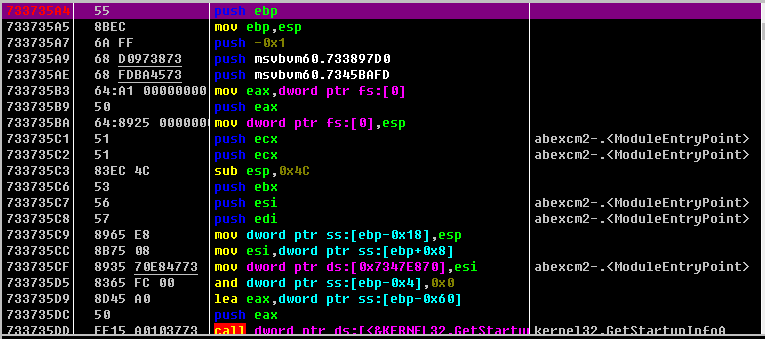 733735A4 55 push ebp
733735A5 8BEC mov ebp,esp
733735A7 6A FF push -0x1
733735A9 68 D0973873 push msvbvm60.733897D0
733735AE 68 FDBA4573 push msvbvm60.7345BAFD
733735B3 64:A1 00000000 mov eax,dword ptr fs:[0]
733735B9 50 push eax
733735BA 64:8925 0000000 mov dword ptr fs:[0],esp
733735C1 51 push ecx abexcm2-.<ModuleEntryPoint>
733735C2 51 push ecx abexcm2-.<ModuleEntryPoint>
733735C3 83EC 4C sub esp,0x4C
733735C6 53 push ebx
733735C7 56 push esi abexcm2-.<ModuleEntryPoint>
733735C8 57 push edi abexcm2-.<ModuleEntryPoint>
733735C9 8965 E8 mov dword ptr ss:[ebp-0x18],esp
733735CC 8B75 08 mov esi,dword ptr ss:[ebp+0x8]
733735CF 8935 70E84773 mov dword ptr ds:[0x7347E870],esi abexcm2-.<ModuleEntryPoint>
733735D5 8365 FC 00 and dword ptr ss:[ebp-0x4],0x0
733735D9 8D45 A0 lea eax,dword ptr ss:[ebp-0x60]
733735DC 50 push eax
733735DD FF15 A0103773 call dword ptr ds:[<&KERNEL32.GetStartu kernel32.GetStartupInfoA